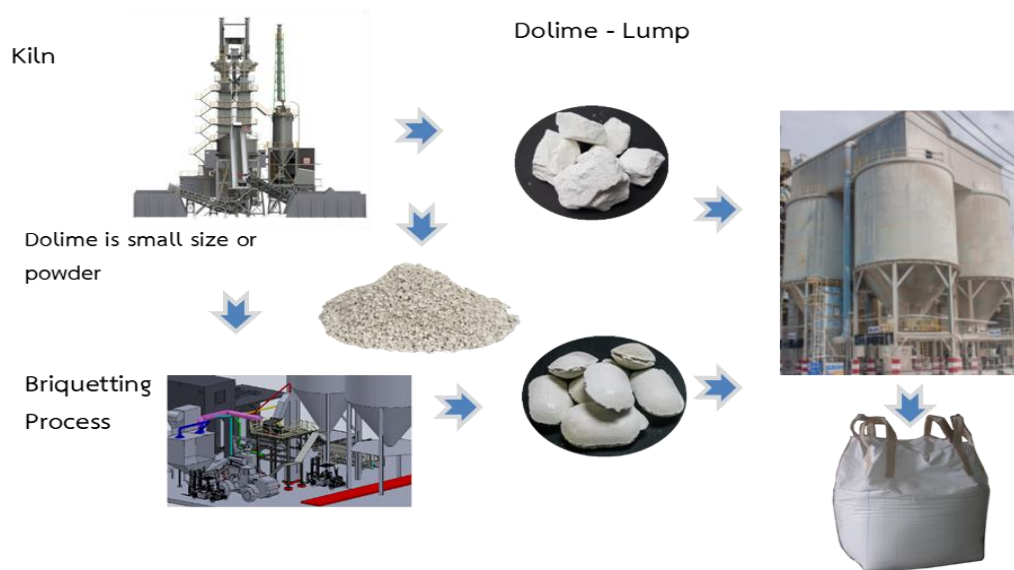 Kiln
Dolime - Lump
Dolime is small size or
powder
Briquetting
Process